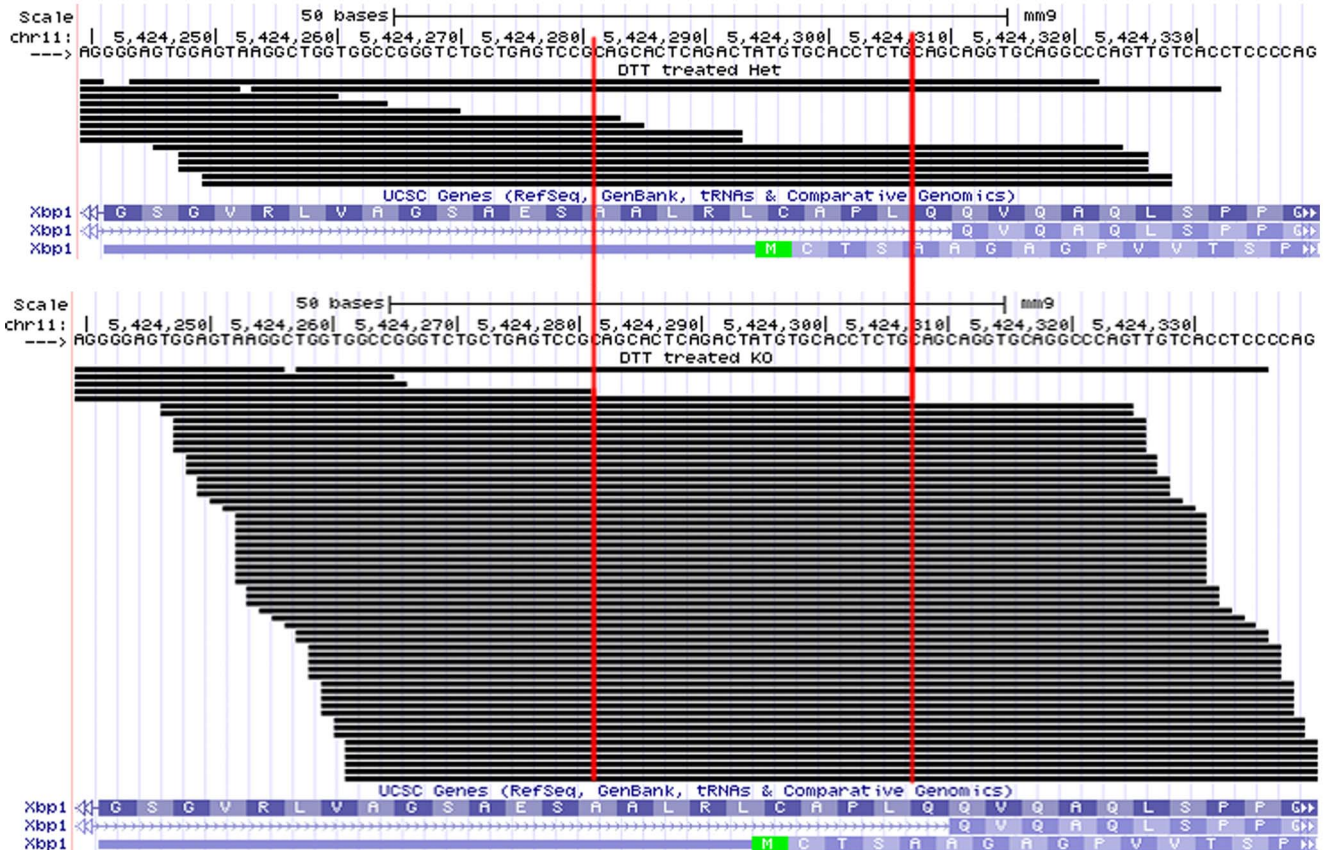 Scale 50 bases mm9
chr11: 5,424,250 5,424,260 5,424,270 5,424,280 5,424,290 5,424,300 5,424,310 5,424,320 5,424,330
---> AGGGGAGTGGAGTAAGGCTGGTGGCCGGGTCTGCTGAGTCCGCAGCACTCAGACTATGTGCACCTCTGCAGCAGGTGCAGGCCCAGTTGTCACCTCCCCAG
DTT treated Het
UCSC Genes (RefSeq, GenBank, tRNAs & Comparative Genomics)
Xbp1 G S G V R L V A G S A E S A A L R L C A P L Q Q V Q A Q L S P P G
Xbp1 Q V Q A Q L S P P G
Xbp1 M C T S A A G A G P V V T S P
Scale 50 bases mm9
chr11: 5,424,250 5,424,260 5,424,270 5,424,280 5,424,290 5,424,300 5,424,310 5,424,320 5,424,330
---> AGGGGAGTGGAGTAAGGCTGGTGGCCGGGTCTGCTGAGTCCGCAGCACTCAGACTATGTGCACCTCTGCAGCAGGTGCAGGCCCAGTTGTCACCTCCCCAG
DTT treated KO
UCSC Genes (RefSeq, GenBank, tRNAs & Comparative Genomics)
Xbp1 G S G V R L V A G S A E S A A L R L C A P L Q Q V Q A Q L S P P G
Xbp1 Q V Q A Q L S P P G
Xbp1 M C T S A A G A G P V V T S P